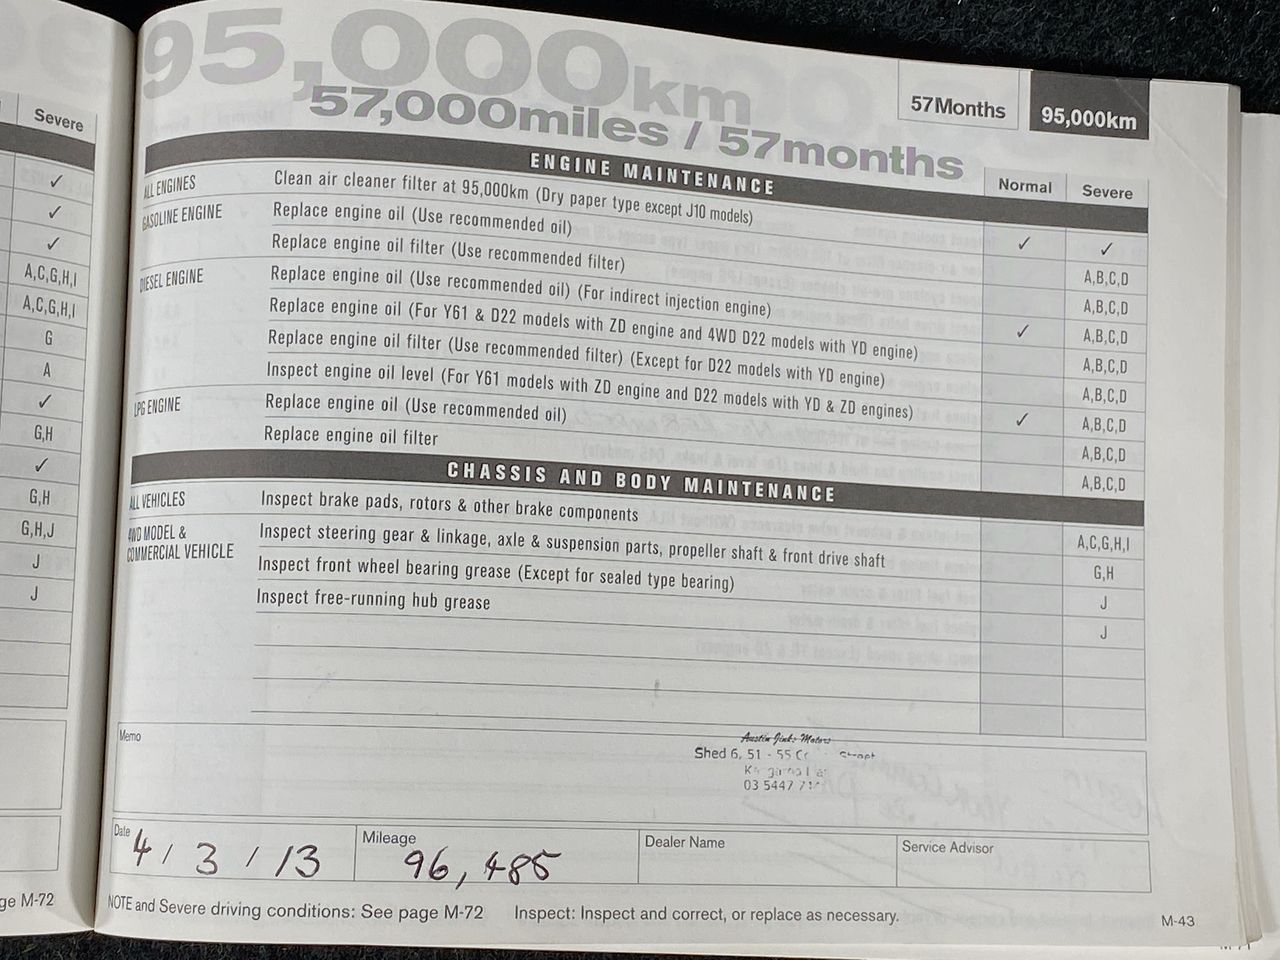 Severe
✓
✓
✓
A,C,G,H,I
A,C,G,H,I
G
A
✓
G,H
✓
G,H
G,H,J
J
J
ge M-72
95,000km
57,000miles / 57months
57Months
95,000km
ENGINE MAINTENANCE
Normal
Severe
ALL ENGINES
Clean air cleaner filter at 95,000km (Dry paper type except J10 models)
✓
✓
GASOLINE ENGINE
Replace engine oil (Use recommended oil)
A,B,C,D
Replace engine oil filter (Use recommended filter)
A,B,C,D
DIESEL ENGINE
Replace engine oil (Use recommended oil) (For indirect injection engine)
✓
A,B,C,D
Replace engine oil (For Y61 & D22 models with ZD engine and 4WD D22 models with YD engine)
A,B,C,D
Replace engine oil filter (Use recommended filter) (Except for D22 models with YD engine)
A,B,C,D
Inspect engine oil level (For Y61 models with ZD engine and D22 models with YD & ZD engines)
✓
A,B,C,D
LPG ENGINE
Replace engine oil (Use recommended oil)
A,B,C,D
Replace engine oil filter
A,B,C,D
CHASSIS AND BODY MAINTENANCE
ALL VEHICLES
Inspect brake pads, rotors & other brake components
A,C,G,H,I
4WD MODEL &
COMMERCIAL VEHICLE
Inspect steering gear & linkage, axle & suspension parts, propeller shaft & front drive shaft
G,H
Inspect front wheel bearing grease (Except for sealed type bearing)
J
Inspect free-running hub grease
J
Memo
Austin Jinks Motors
Shed 6, 51 - 55
03 5447
Date
4 / 3 / 13
Mileage
96,485
Dealer Name
Service Advisor
NOTE and Severe driving conditions: See page M-72
Inspect: Inspect and correct, or replace as necessary.
M-43